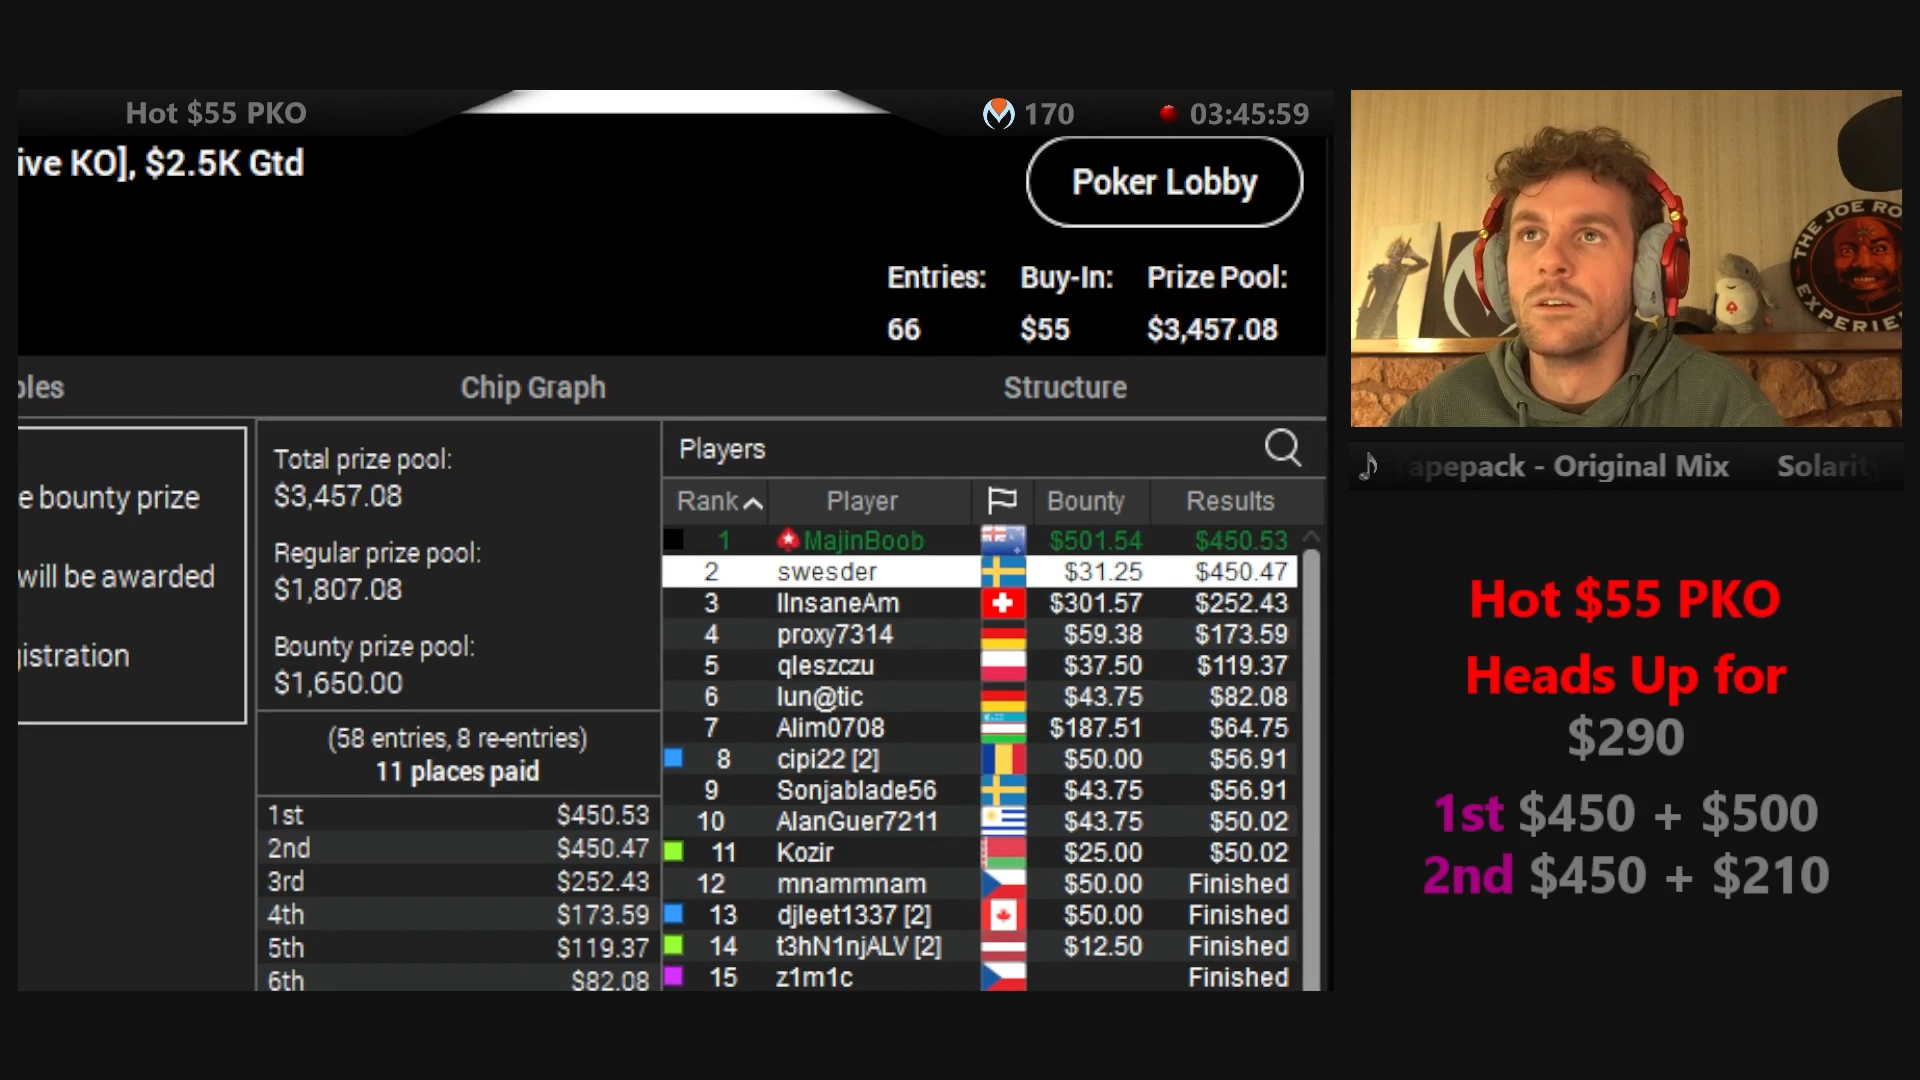 Hot $55 PKO
170
03:45:59
ive KO], $2.5K Gtd
Poker Lobby
Entries: Buy-In: Prize Pool:
66 $55 $3,457.08
bles Chip Graph Structure
e bounty prize
will be awarded
gistration
Total prize pool:
$3,457.08
Regular prize pool:
$1,807.08
Bounty prize pool:
$1,650.00
(58 entries, 8 re-entries)
11 places paid
1st $450.53
2nd $450.47
3rd $252.43
4th $173.59
5th $119.37
6th $82.08
Players
Rank Player Bounty Results
1 MajinBoob $501.54 $450.53
2 swesder $31.25 $450.47
3 IInsaneAm $301.57 $252.43
4 proxy7314 $59.38 $173.59
5 qleszczu $37.50 $119.37
6 lun@tic $43.75 $82.08
7 Alim0708 $187.51 $64.75
8 cipi22 [2] $50.00 $56.91
9 Sonjablade56 $43.75 $56.91
10 AlanGuer7211 $43.75 $50.02
11 Kozir $25.00 $50.02
12 mnammnam $50.00 Finished
13 djleet1337 [2] $50.00 Finished
14 t3hN1njALV [2] $12.50 Finished
15 z1m1c Finished
THE JOE RO
EXPERIE
apepack - Original Mix Solarit
Hot $55 PKO
Heads Up for
$290
1st $450 + $500
2nd $450 + $210